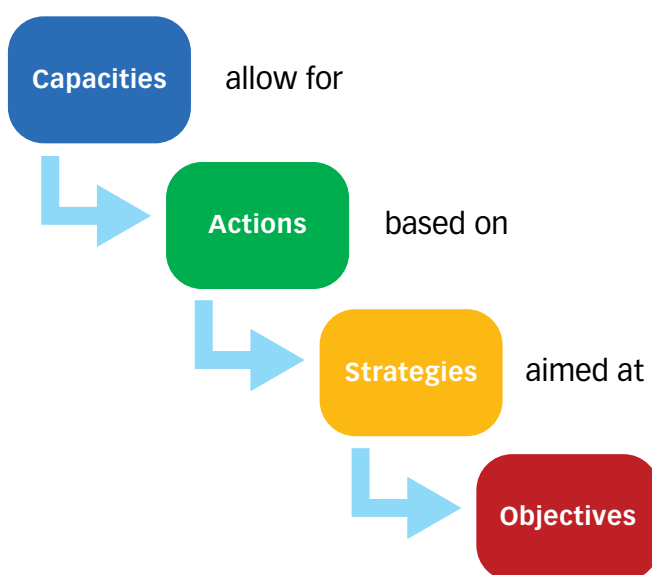 Capacities allow for
Actions based on
Strategies aimed at
Objectives